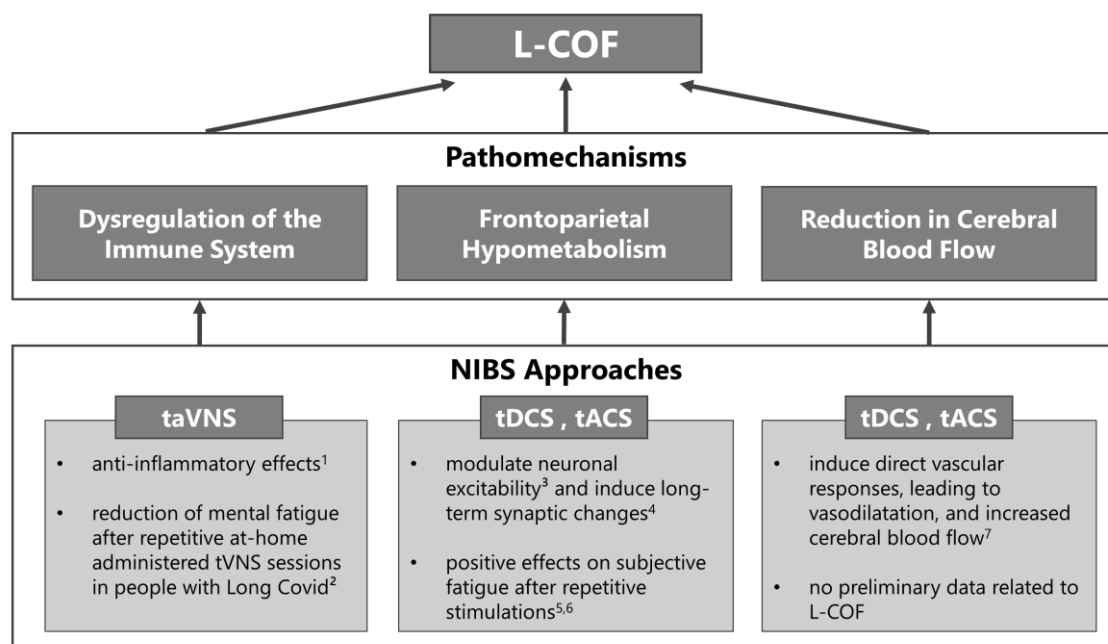 L-COF
Pathomechanisms
Dysregulation of the
Immune System
Frontoparietal
Hypometabolism
Reduction in Cerebral
Blood Flow
NIBS Approaches
taVNS
• anti-inflammatory effects¹
• reduction of mental fatigue
after repetitive at-home
administered tVNS sessions
in people with Long Covid²
tDCS , tACS
• modulate neuronal
excitability³ and induce long-
term synaptic changes⁴
• positive effects on subjective
fatigue after repetitive
stimulations⁵,⁶
tDCS , tACS
• induce direct vascular
responses, leading to
vasodilatation, and increased
cerebral blood flow⁷
• no preliminary data related to
L-COF